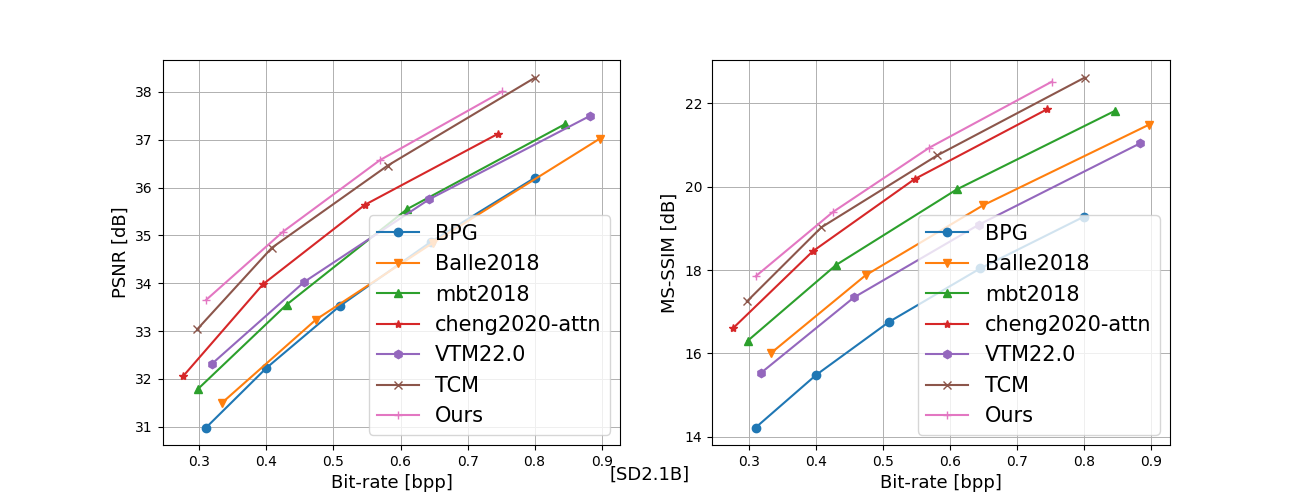 PSNR [dB]
38
37
36
35
34
33
32
31
0.3 0.4 0.5 0.6 0.7 0.8 0.9
Bit-rate [bpp]
BPG
Balle2018
mbt2018
cheng2020-attn
VTM22.0
TCM
Ours
MS-SSIM [dB]
22
20
18
16
14
0.3 0.4 0.5 0.6 0.7 0.8 0.9
Bit-rate [bpp]
BPG
Balle2018
mbt2018
cheng2020-attn
VTM22.0
TCM
Ours
[SD2.1B]